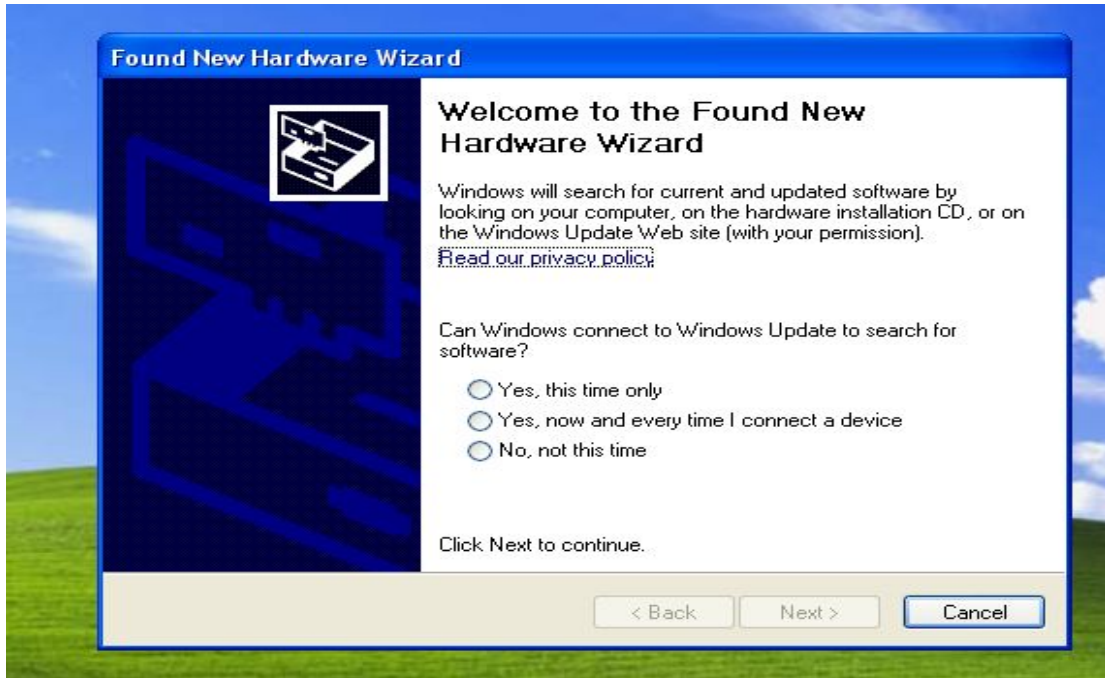 Found New Hardware Wizard
Welcome to the Found New
Hardware Wizard
Windows will search for current and updated software by
looking on your computer, on the hardware installation CD, or on
the Windows Update Web site (with your permission).
Read our privacy policy
Can Windows connect to Windows Update to search for
software?
Yes, this time only
Yes, now and every time I connect a device
No, not this time
Click Next to continue.
< Back Next > Cancel